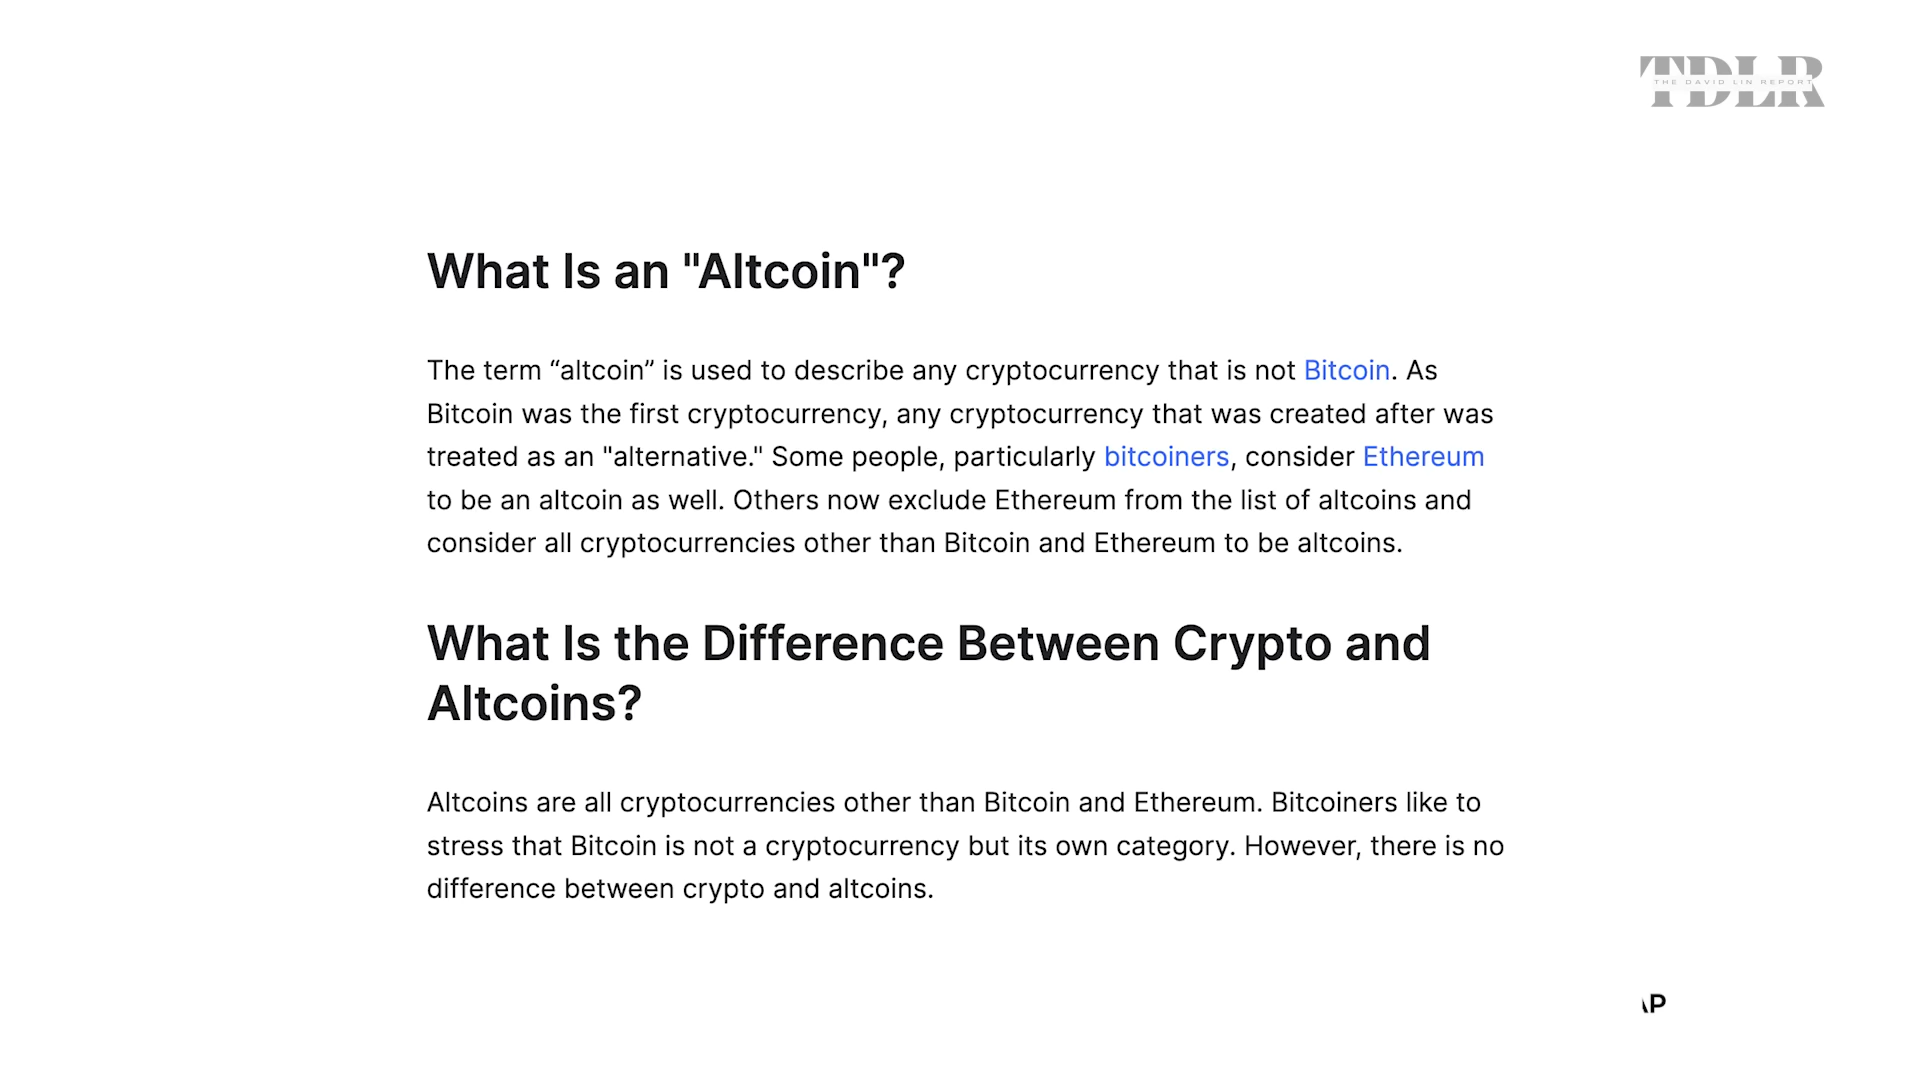 TDLR
THE DAVID LIN REPORT
What Is an "Altcoin"?
The term “altcoin” is used to describe any cryptocurrency that is not Bitcoin. As
Bitcoin was the first cryptocurrency, any cryptocurrency that was created after was
treated as an "alternative." Some people, particularly bitcoiners, consider Ethereum
to be an altcoin as well. Others now exclude Ethereum from the list of altcoins and
consider all cryptocurrencies other than Bitcoin and Ethereum to be altcoins.
What Is the Difference Between Crypto and
Altcoins?
Altcoins are all cryptocurrencies other than Bitcoin and Ethereum. Bitcoiners like to
stress that Bitcoin is not a cryptocurrency but its own category. However, there is no
difference between crypto and altcoins.